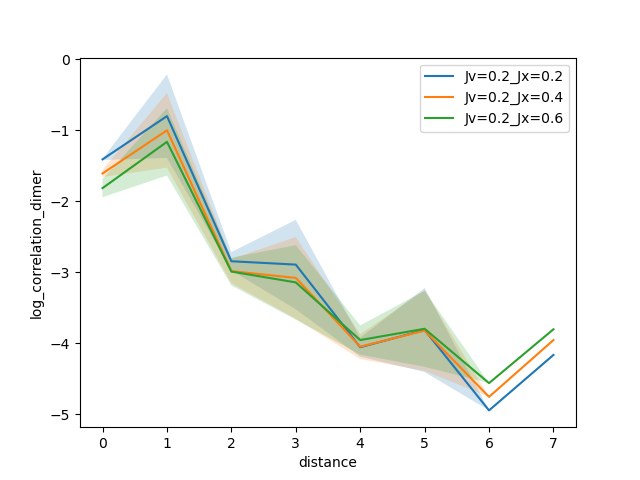 0
−1
−2
−3
−4
−5
log_correlation_dimer
0 1 2 3 4 5 6 7
distance
Jv=0.2_Jx=0.2
Jv=0.2_Jx=0.4
Jv=0.2_Jx=0.6